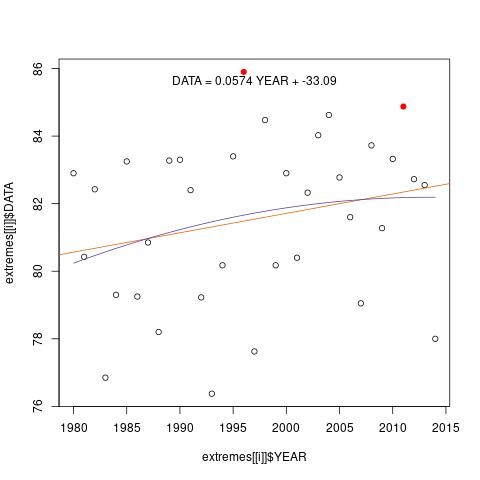 DATA = 0.0574 YEAR + -33.09
86
84
82
80
78
76
extremes[[i]]$DATA
1980 1985 1990 1995 2000 2005 2010 2015
extremes[[i]]$YEAR